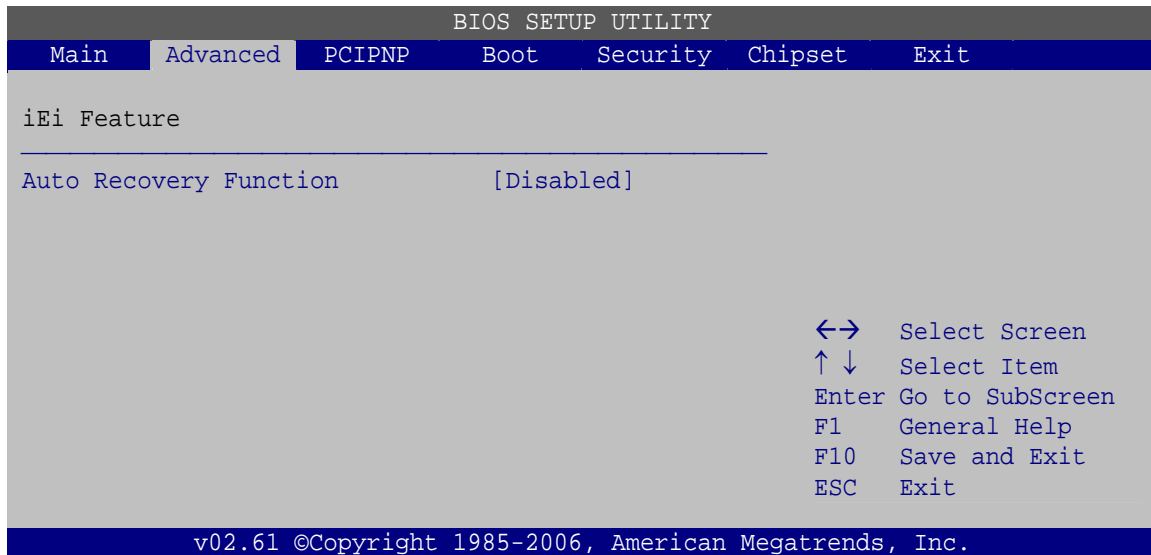 BIOS SETUP UTILITY
Main Advanced PCIPNP Boot Security Chipset Exit
iEi Feature
Auto Recovery Function [Disabled]
←→ Select Screen
↑ ↓ Select Item
Enter Go to SubScreen
F1 General Help
F10 Save and Exit
ESC Exit
v02.61 ©Copyright 1985-2006, American Megatrends, Inc.